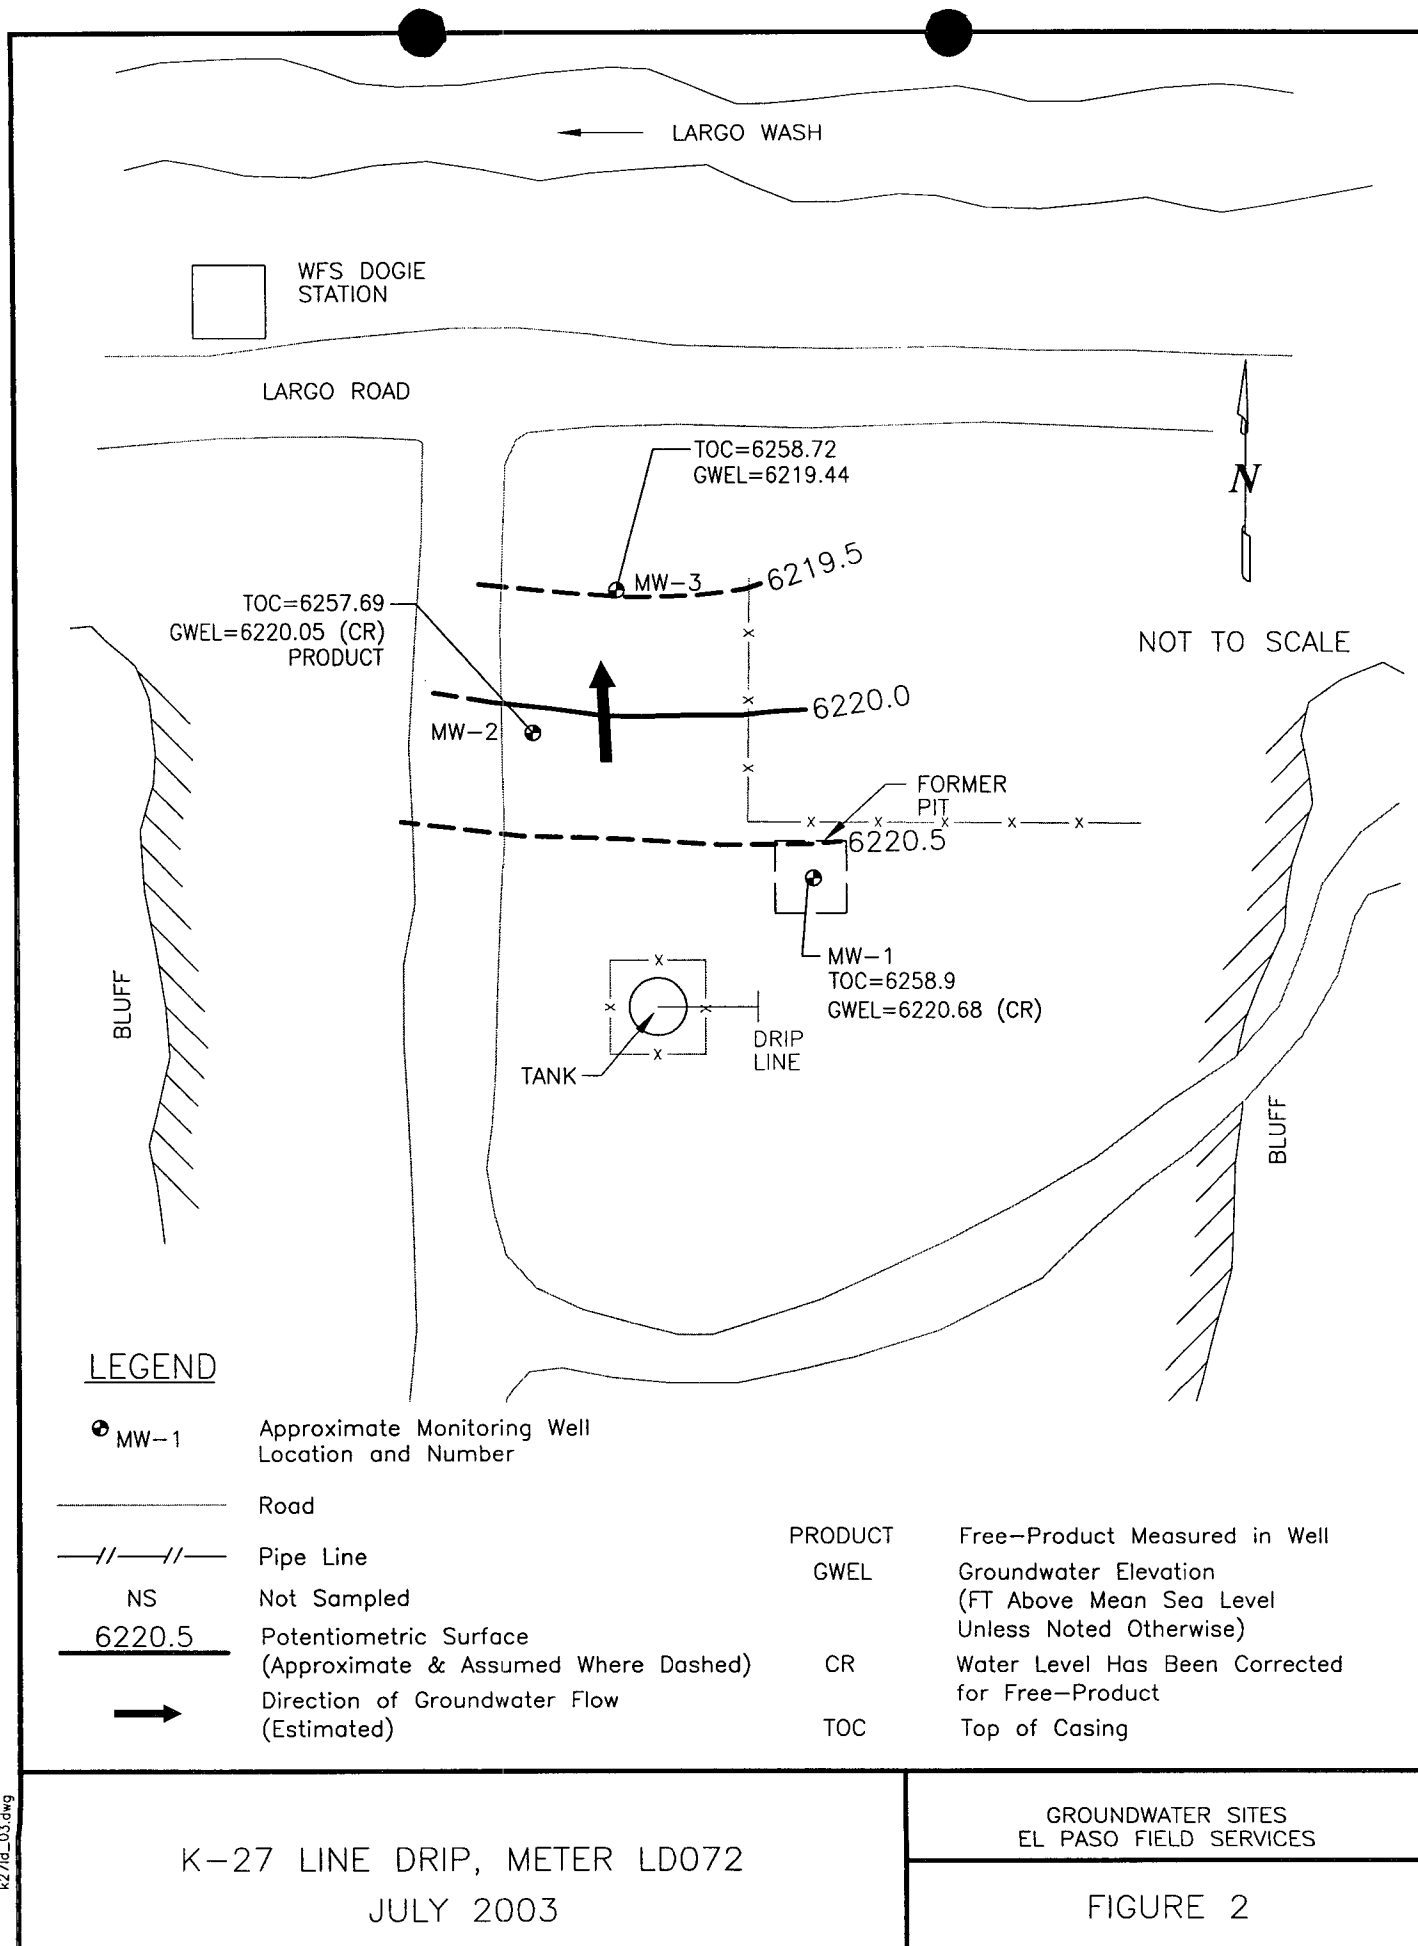 LARGO WASH
WFS DOGIE
STATION
LARGO ROAD
TOC=6258.72
GWEL=6219.44
N
6219.5
MW-3
TOC=6257.69
GWEL=6220.05 (CR)
PRODUCT
NOT TO SCALE
6220.0
MW-2
FORMER
PIT
6220.5
MW-1
TOC=6258.9
GWEL=6220.68 (CR)
BLUFF
DRIP
LINE
TANK
BLUFF
LEGEND
MW-1 Approximate Monitoring Well
Location and Number
Road
Pipe Line
NS Not Sampled
6220.5 Potentiometric Surface
(Approximate & Assumed Where Dashed)
Direction of Groundwater Flow
(Estimated)
PRODUCT Free-Product Measured in Well
GWEL Groundwater Elevation
(FT Above Mean Sea Level
Unless Noted Otherwise)
CR Water Level Has Been Corrected
for Free-Product
TOC Top of Casing
k27ld_03.dwg
K-27 LINE DRIP, METER LD072
JULY 2003
GROUNDWATER SITES
EL PASO FIELD SERVICES
FIGURE 2